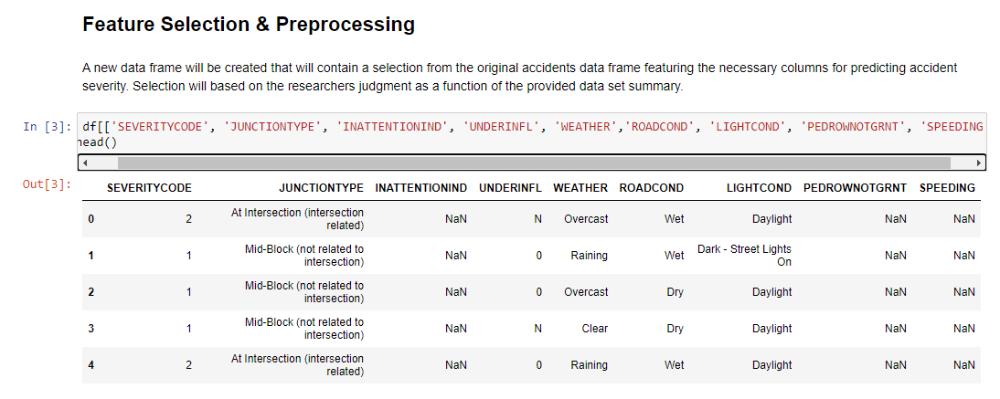 Feature Selection & Preprocessing
A new data frame will be created that will contain a selection from the original accidents data frame featuring the necessary columns for predicting accident
severity. Selection will based on the researchers judgment as a function of the provided data set summary.
In [3]: df[['SEVERITYCODE', 'JUNCTIONTYPE', 'INATTENTIONIND', 'UNDERINFL', 'WEATHER','ROADCOND', 'LIGHTCOND', 'PEDROWNOTGRNT', 'SPEEDING
head()
Out[3]:
SEVERITYCODE JUNCTIONTYPE INATTENTIONIND UNDERINFL WEATHER ROADCOND LIGHTCOND PEDROWNOTGRNT SPEEDING
0 2 At Intersection (intersection related) NaN N Overcast Wet Daylight NaN NaN
1 1 Mid-Block (not related to intersection) NaN 0 Raining Wet Dark - Street Lights On NaN NaN
2 1 Mid-Block (not related to intersection) NaN 0 Overcast Dry Daylight NaN NaN
3 1 Mid-Block (not related to intersection) NaN N Clear Dry Daylight NaN NaN
4 2 At Intersection (intersection related) NaN 0 Raining Wet Daylight NaN NaN